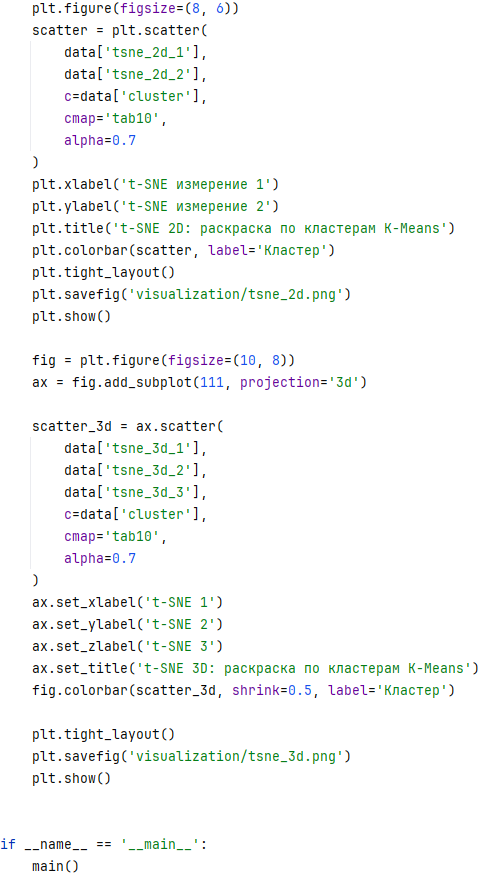 plt.figure(figsize=(8, 6))
    scatter = plt.scatter(
        data['tsne_2d_1'],
        data['tsne_2d_2'],
        c=data['cluster'],
        cmap='tab10',
        alpha=0.7
    )
    plt.xlabel('t-SNE измерение 1')
    plt.ylabel('t-SNE измерение 2')
    plt.title('t-SNE 2D: раскраска по кластерам K-Means')
    plt.colorbar(scatter, label='Кластер')
    plt.tight_layout()
    plt.savefig('visualization/tsne_2d.png')
    plt.show()

    fig = plt.figure(figsize=(10, 8))
    ax = fig.add_subplot(111, projection='3d')

    scatter_3d = ax.scatter(
        data['tsne_3d_1'],
        data['tsne_3d_2'],
        data['tsne_3d_3'],
        c=data['cluster'],
        cmap='tab10',
        alpha=0.7
    )
    ax.set_xlabel('t-SNE 1')
    ax.set_ylabel('t-SNE 2')
    ax.set_zlabel('t-SNE 3')
    ax.set_title('t-SNE 3D: раскраска по кластерам K-Means')
    fig.colorbar(scatter_3d, shrink=0.5, label='Кластер')

    plt.tight_layout()
    plt.savefig('visualization/tsne_3d.png')
    plt.show()


if __name__ == '__main__':
    main()